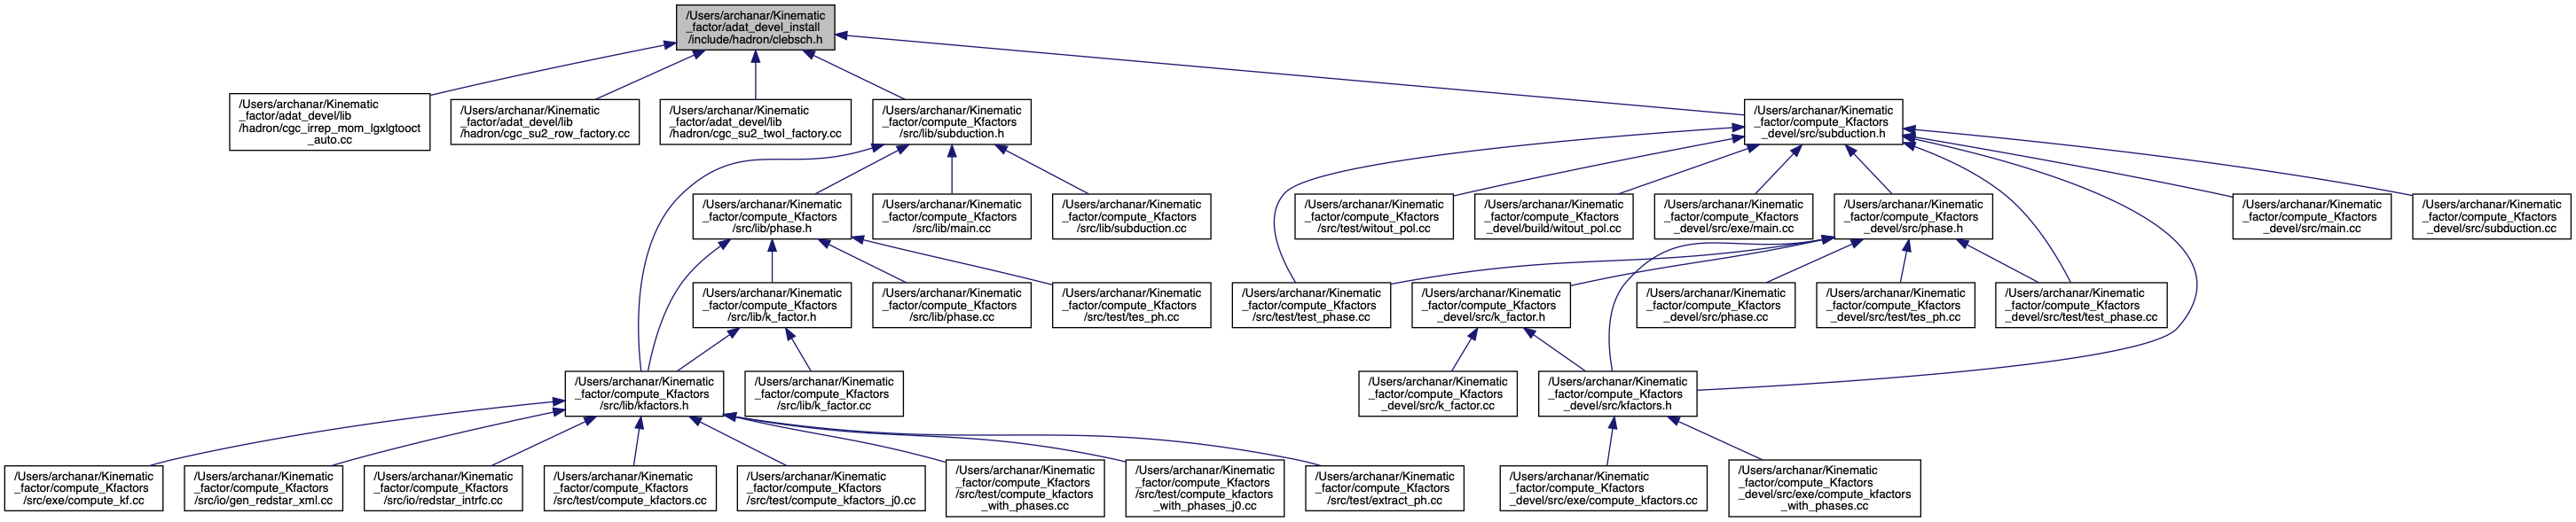 /Users/archanar/Kinematic
_factor/adat_devel_install
/include/hadron/clebsch.h
/Users/archanar/Kinematic
_factor/adat_devel/lib
/hadron/cgc_irrep_mom_lgxlgtooct
_auto.cc
/Users/archanar/Kinematic
_factor/adat_devel/lib
/hadron/cgc_su2_row_factory.cc
/Users/archanar/Kinematic
_factor/adat_devel/lib
/hadron/cgc_su2_twoI_factory.cc
/Users/archanar/Kinematic
_factor/compute_Kfactors
/src/lib/subduction.h
/Users/archanar/Kinematic
_factor/compute_Kfactors
_devel/src/subduction.h
/Users/archanar/Kinematic
_factor/compute_Kfactors
/src/lib/phase.h
/Users/archanar/Kinematic
_factor/compute_Kfactors
/src/lib/main.cc
/Users/archanar/Kinematic
_factor/compute_Kfactors
/src/lib/subduction.cc
/Users/archanar/Kinematic
_factor/compute_Kfactors
/src/test/witout_pol.cc
/Users/archanar/Kinematic
_factor/compute_Kfactors
_devel/build/witout_pol.cc
/Users/archanar/Kinematic
_factor/compute_Kfactors
_devel/src/exe/main.cc
/Users/archanar/Kinematic
_factor/compute_Kfactors
_devel/src/phase.h
/Users/archanar/Kinematic
_factor/compute_Kfactors
_devel/src/main.cc
/Users/archanar/Kinematic
_factor/compute_Kfactors
_devel/src/subduction.cc
/Users/archanar/Kinematic
_factor/compute_Kfactors
/src/lib/k_factor.h
/Users/archanar/Kinematic
_factor/compute_Kfactors
/src/lib/phase.cc
/Users/archanar/Kinematic
_factor/compute_Kfactors
/src/test/tes_ph.cc
/Users/archanar/Kinematic
_factor/compute_Kfactors
/src/test/test_phase.cc
/Users/archanar/Kinematic
_factor/compute_Kfactors
_devel/src/k_factor.h
/Users/archanar/Kinematic
_factor/compute_Kfactors
_devel/src/phase.cc
/Users/archanar/Kinematic
_factor/compute_Kfactors
_devel/src/test/tes_ph.cc
/Users/archanar/Kinematic
_factor/compute_Kfactors
_devel/src/test/test_phase.cc
/Users/archanar/Kinematic
_factor/compute_Kfactors
/src/lib/kfactors.h
/Users/archanar/Kinematic
_factor/compute_Kfactors
/src/lib/k_factor.cc
/Users/archanar/Kinematic
_factor/compute_Kfactors
_devel/src/k_factor.cc
/Users/archanar/Kinematic
_factor/compute_Kfactors
_devel/src/kfactors.h
/Users/archanar/Kinematic
_factor/compute_Kfactors
/src/exe/compute_kf.cc
/Users/archanar/Kinematic
_factor/compute_Kfactors
/src/io/gen_redstar_xml.cc
/Users/archanar/Kinematic
_factor/compute_Kfactors
/src/io/redstar_intrfc.cc
/Users/archanar/Kinematic
_factor/compute_Kfactors
/src/test/compute_kfactors.cc
/Users/archanar/Kinematic
_factor/compute_Kfactors
/src/test/compute_kfactors_j0.cc
/Users/archanar/Kinematic
_factor/compute_Kfactors
/src/test/compute_kfactors
_with_phases.cc
/Users/archanar/Kinematic
_factor/compute_Kfactors
/src/test/compute_kfactors
_with_phases_j0.cc
/Users/archanar/Kinematic
_factor/compute_Kfactors
/src/test/extract_ph.cc
/Users/archanar/Kinematic
_factor/compute_Kfactors
_devel/src/exe/compute_kfactors.cc
/Users/archanar/Kinematic
_factor/compute_Kfactors
_devel/src/exe/compute_kfactors
_with_phases.cc